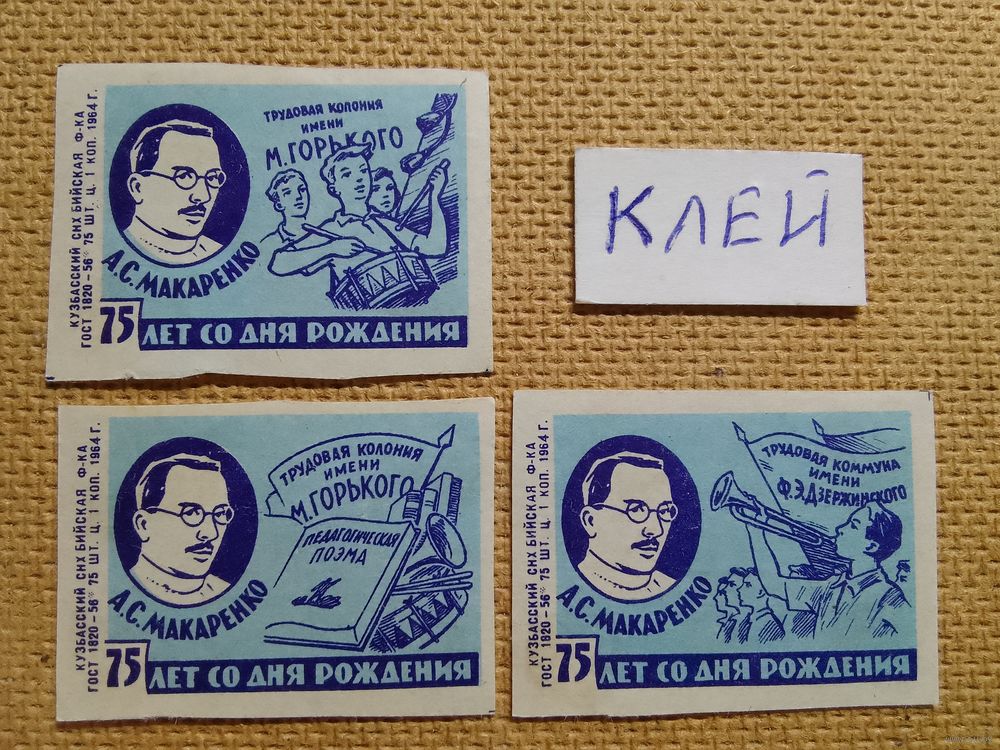 КУЗБАССКИЙ СНХ БИЙСКАЯ Ф-КА
ГОСТ 1820-56 75 ШТ. Ц. 1 КОП. 1964 Г.
ТРУДОВАЯ КОЛОНИЯ
ИМЕНИ
М.ГОРЬКОГО
А.С.МАКАРЕНКО
75 ЛЕТ СО ДНЯ РОЖДЕНИЯ
КЛЕЙ
КУЗБАССКИЙ СНХ БИЙСКАЯ Ф-КА
ГОСТ 1820-56 75 ШТ. Ц. 1 КОП. 1964 Г.
ТРУДОВАЯ КОЛОНИЯ
ИМЕНИ
М.ГОРЬКОГО
ПЕДАГОГИЧЕСКАЯ
ПОЭМА
А.С.МАКАРЕНКО
75 ЛЕТ СО ДНЯ РОЖДЕНИЯ
КУЗБАССКИЙ СНХ БИЙСКАЯ Ф-КА
ГОСТ 1820-56 75 ШТ. Ц. 1 КОП. 1964 Г.
ТРУДОВАЯ КОММУНА
ИМЕНИ
Ф.Э.ДЗЕРЖИНСКОГО
А.С.МАКАРЕНКО
75 ЛЕТ СО ДНЯ РОЖДЕНИЯ